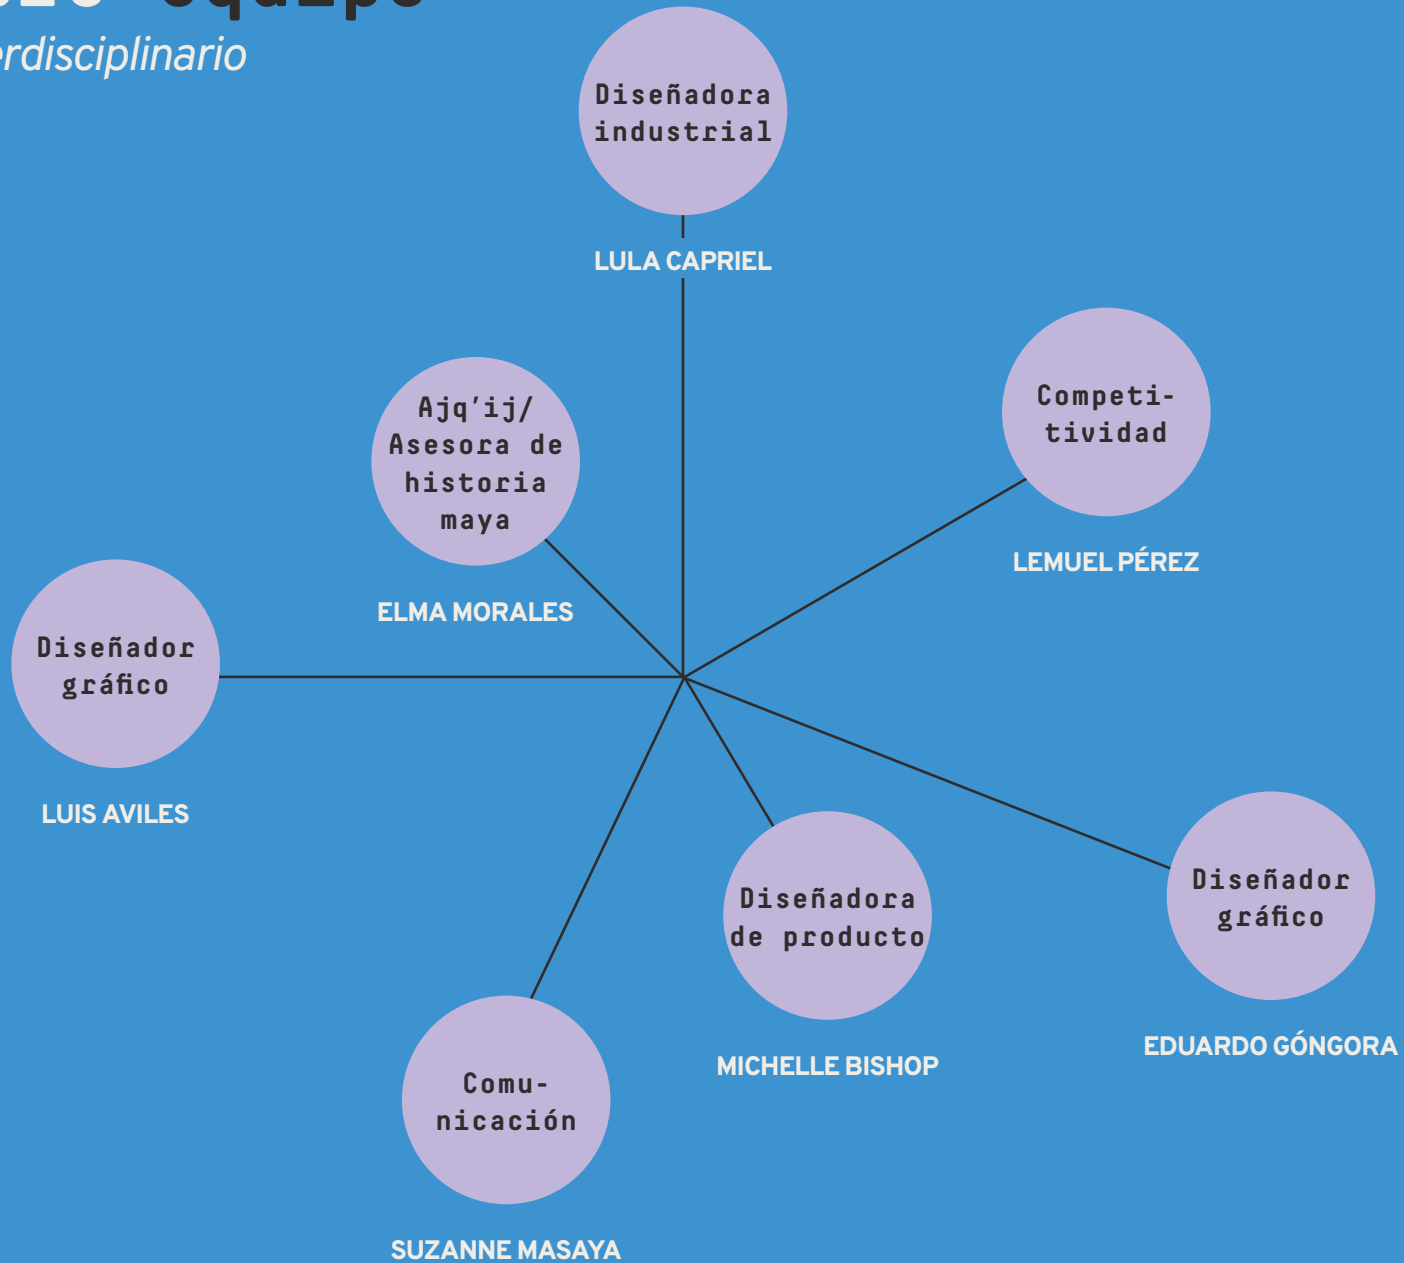 equipo
erdisciplinario
Diseñadora
industrial
LULA CAPRIEL
Ajq'ij/
Asesora de
historia
maya
ELMA MORALES
Competi-
tividad
LEMUEL PÉREZ
Diseñador
gráfico
LUIS AVILES
Diseñadora
de producto
MICHELLE BISHOP
Diseñador
gráfico
EDUARDO GÓNGORA
Comu-
nicación
SUZANNE MASAYA